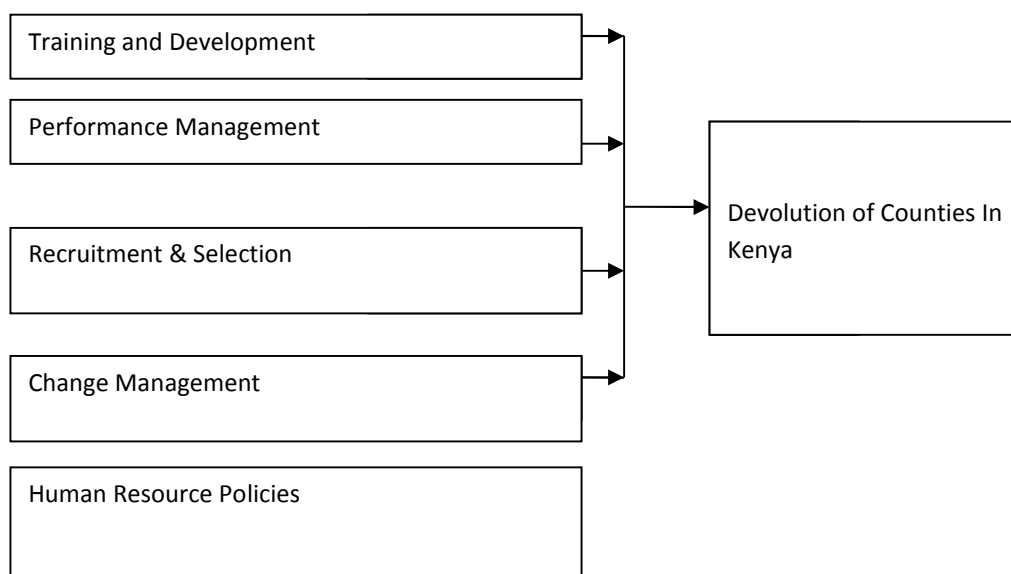 Training and Development
Performance Management
Recruitment & Selection
Change Management
Human Resource Policies
Devolution of Counties In
Kenya